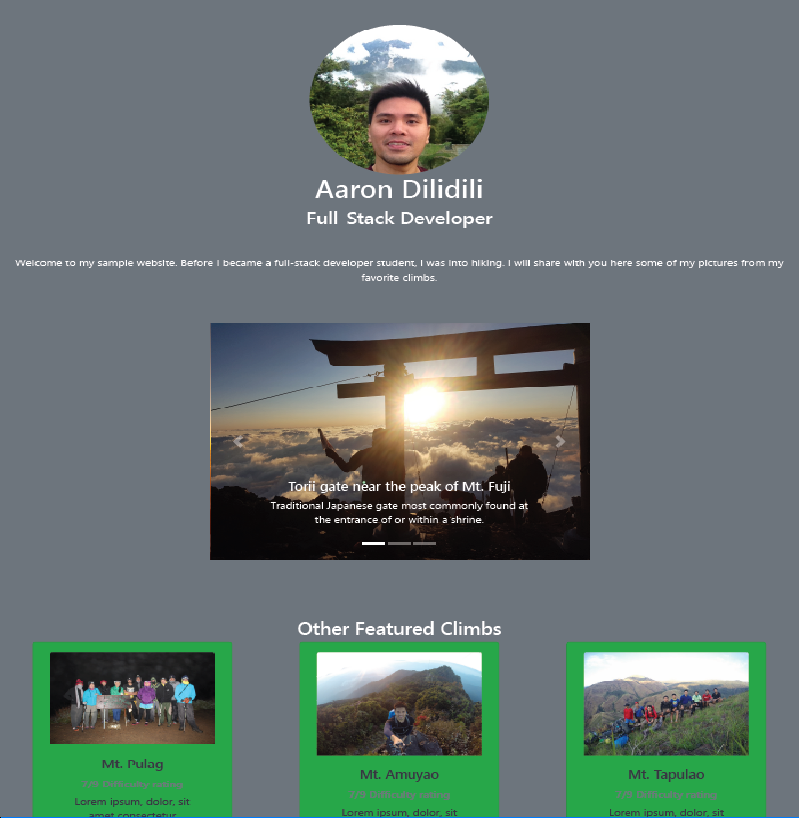 Aaron Dilidili
Full Stack Developer
Welcome to my sample website. Before I became a full-stack developer student, I was into hiking. I will share with you here some of my pictures from my
favorite climbs.
Torii gate near the peak of Mt. Fuji
Traditional Japanese gate most commonly found at
the entrance of or within a shrine.
Other Featured Climbs
Mt. Pulag
Lorem ipsum, dolor, sit
amet consectetur
Mt. Amuyao
Lorem ipsum, dolor, sit
Mt. Tapulao
Lorem ipsum, dolor, sit